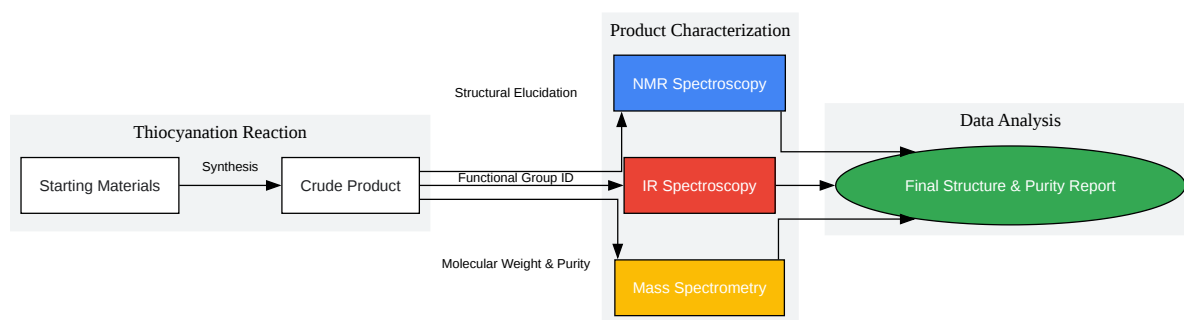 Thiocyanation Reaction
Starting Materials
Synthesis
Crude Product
Structural Elucidation
Functional Group ID
Molecular Weight & Purity
Product Characterization
NMR Spectroscopy
IR Spectroscopy
Mass Spectrometry
Data Analysis
Final Structure & Purity Report